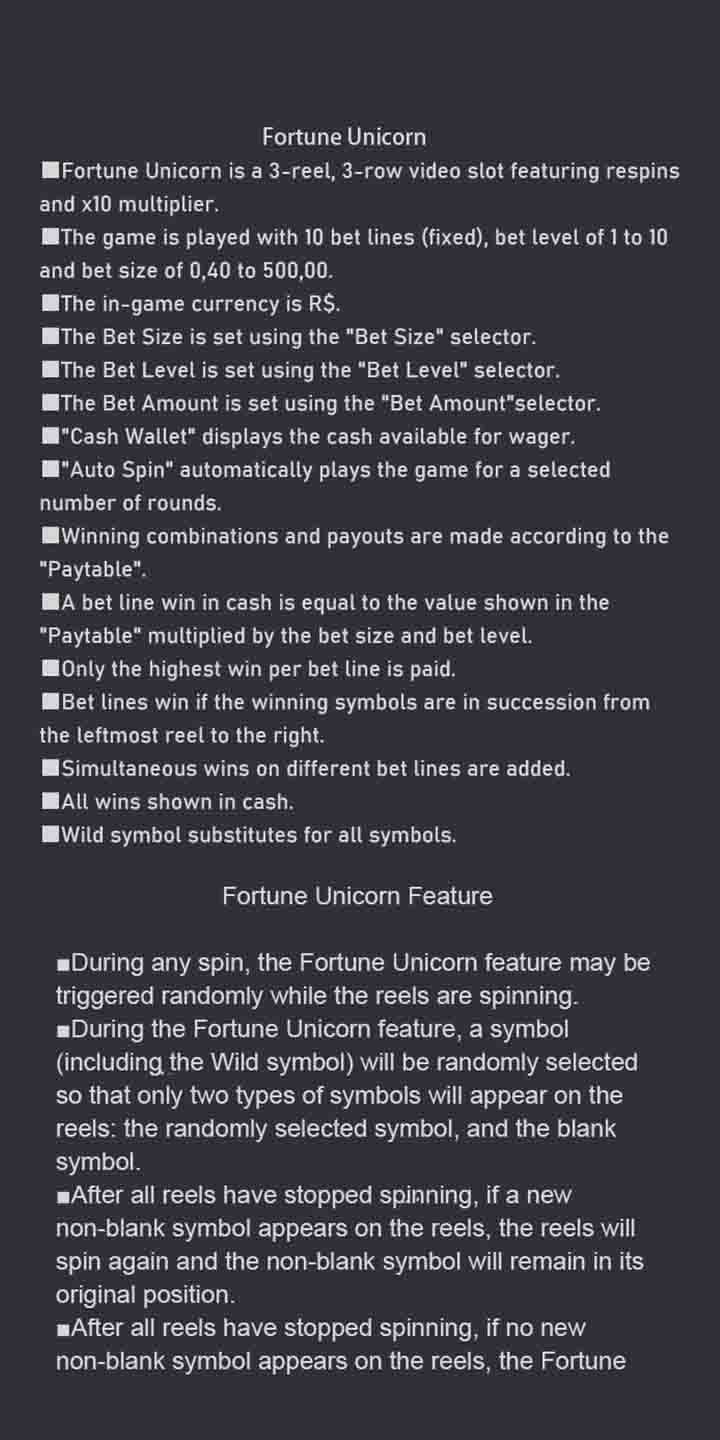 Fortune Unicorn
■Fortune Unicorn is a 3-reel, 3-row video slot featuring respins
and x10 multiplier.
■The game is played with 10 bet lines (fixed), bet level of 1 to 10
and bet size of 0,40 to 500,00.
■The in-game currency is R$.
■The Bet Size is set using the "Bet Size" selector.
■The Bet Level is set using the "Bet Level" selector.
■The Bet Amount is set using the "Bet Amount"selector.
■"Cash Wallet" displays the cash available for wager.
■"Auto Spin" automatically plays the game for a selected
number of rounds.
■Winning combinations and payouts are made according to the
"Paytable".
■A bet line win in cash is equal to the value shown in the
"Paytable" multiplied by the bet size and bet level.
■Only the highest win per bet line is paid.
■Bet lines win if the winning symbols are in succession from
the leftmost reel to the right.
■Simultaneous wins on different bet lines are added.
■All wins shown in cash.
■Wild symbol substitutes for all symbols.
Fortune Unicorn Feature
■During any spin, the Fortune Unicorn feature may be
triggered randomly while the reels are spinning.
■During the Fortune Unicorn feature, a symbol
(including the Wild symbol) will be randomly selected
so that only two types of symbols will appear on the
reels: the randomly selected symbol, and the blank
symbol.
■After all reels have stopped spinning, if a new
non-blank symbol appears on the reels, the reels will
spin again and the non-blank symbol will remain in its
original position.
■After all reels have stopped spinning, if no new
non-blank symbol appears on the reels, the Fortune